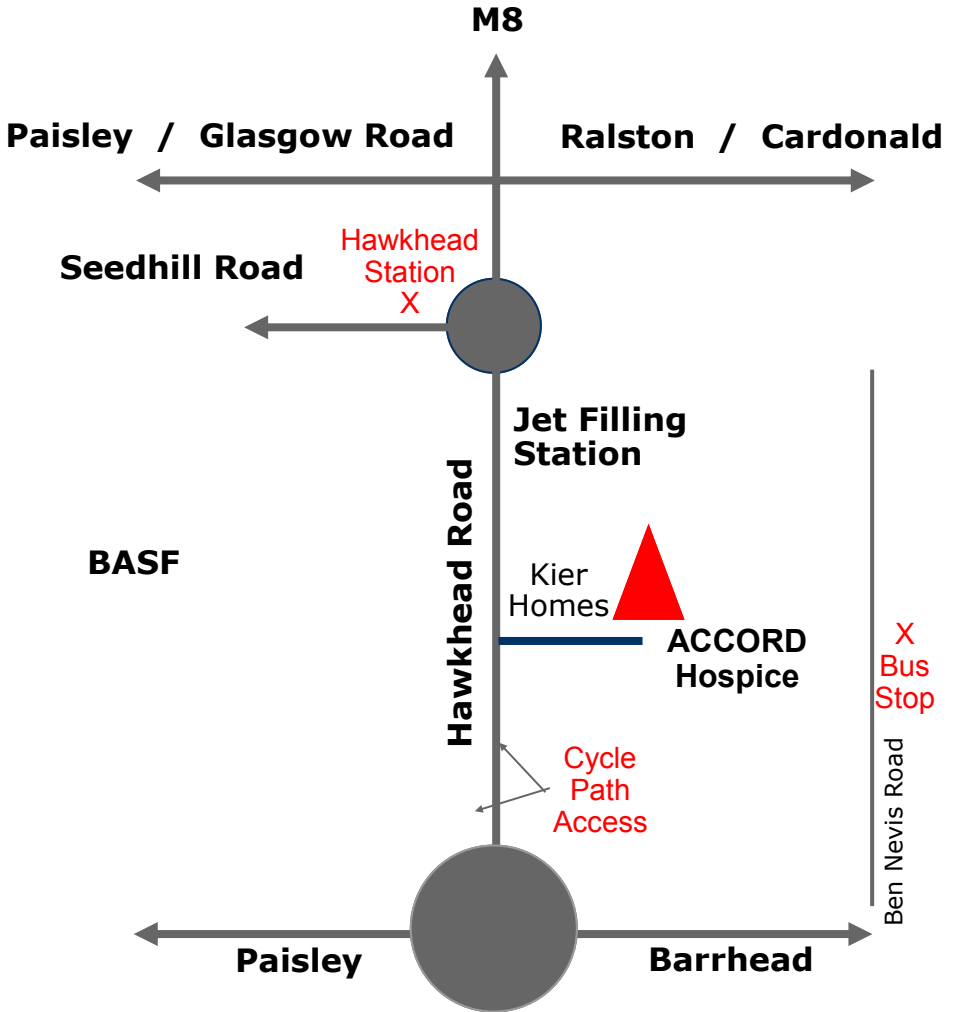 M8
Paisley / Glasgow Road
Ralston / Cardonald
Hawkhead
Station
X
Seedhill Road
Jet Filling
Station
Hawkhead Road
BASF
Kier
Homes
ACCORD
Hospice
X
Bus
Stop
Ben Nevis Road
Cycle
Path
Access
Paisley
Barrhead